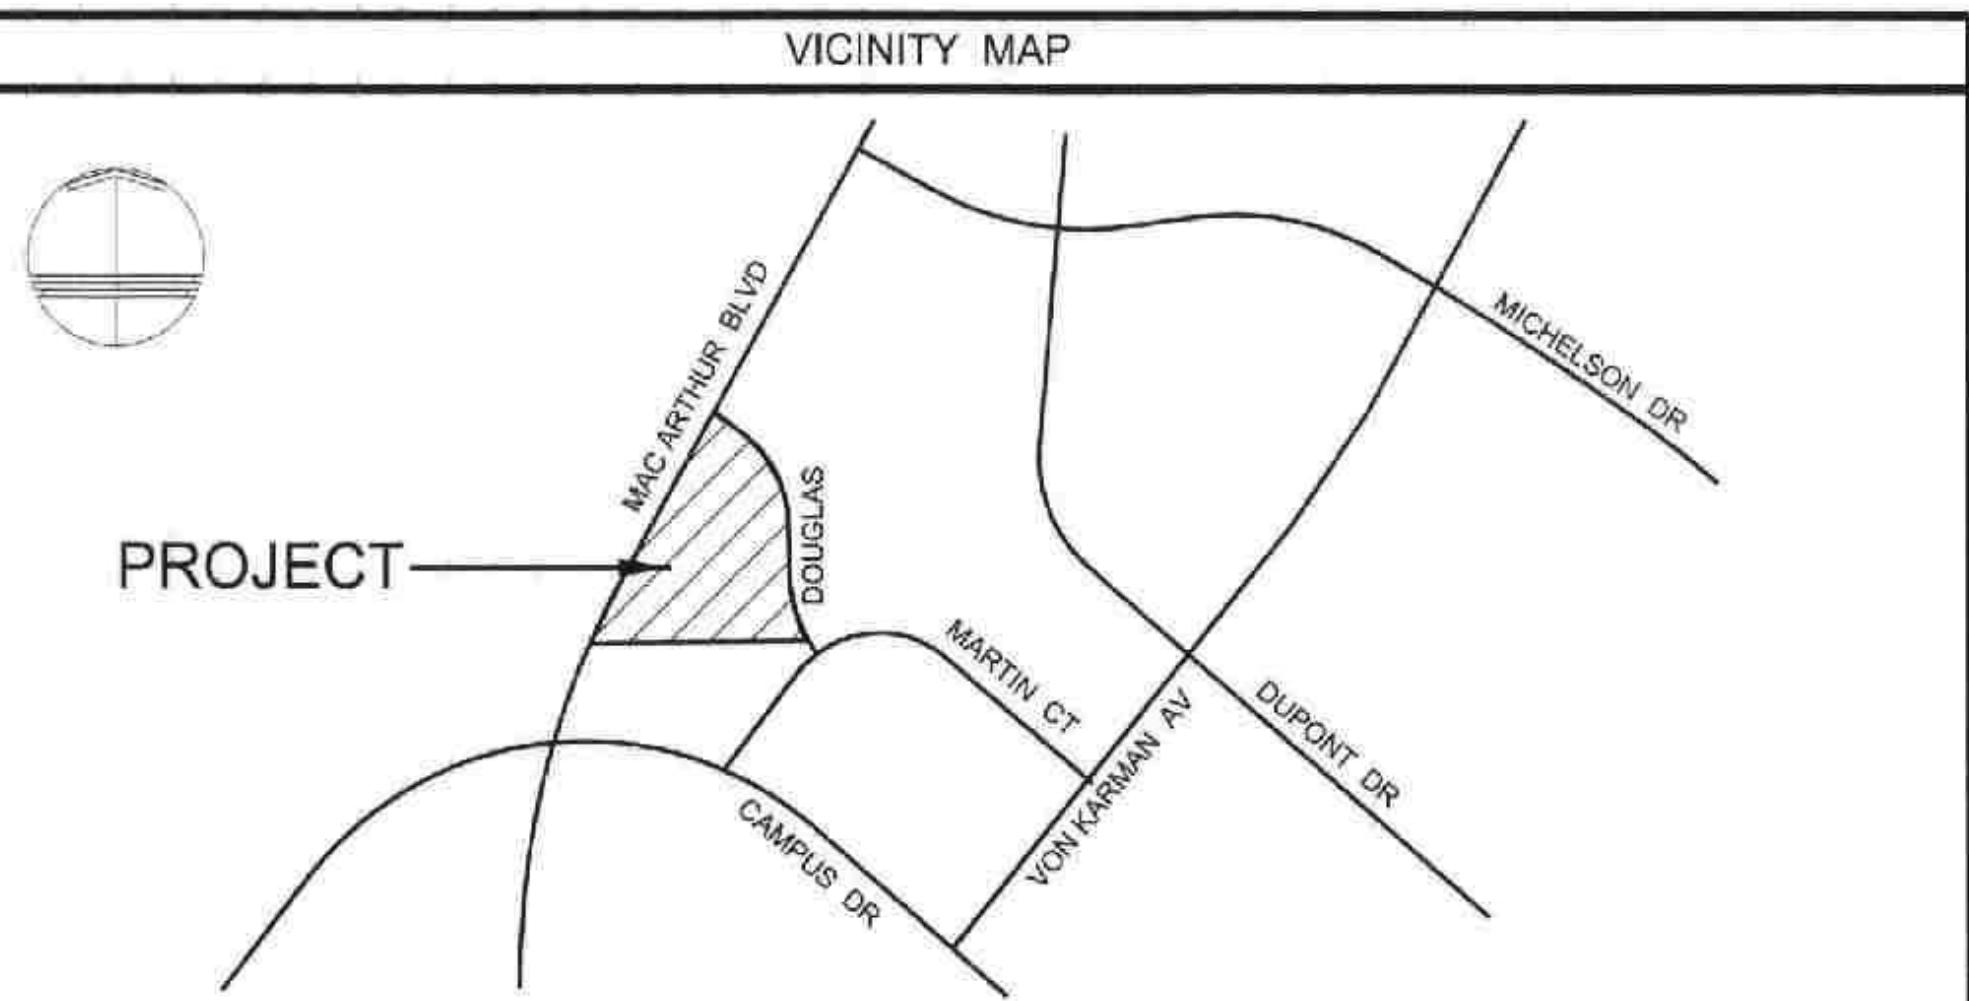 VICINITY MAP
MAC ARTHUR BLVD
MICHELSON DR
PROJECT
DOUGLAS
MARTIN CT
VON KARMAN AV
DUPONT DR
CAMPUS DR